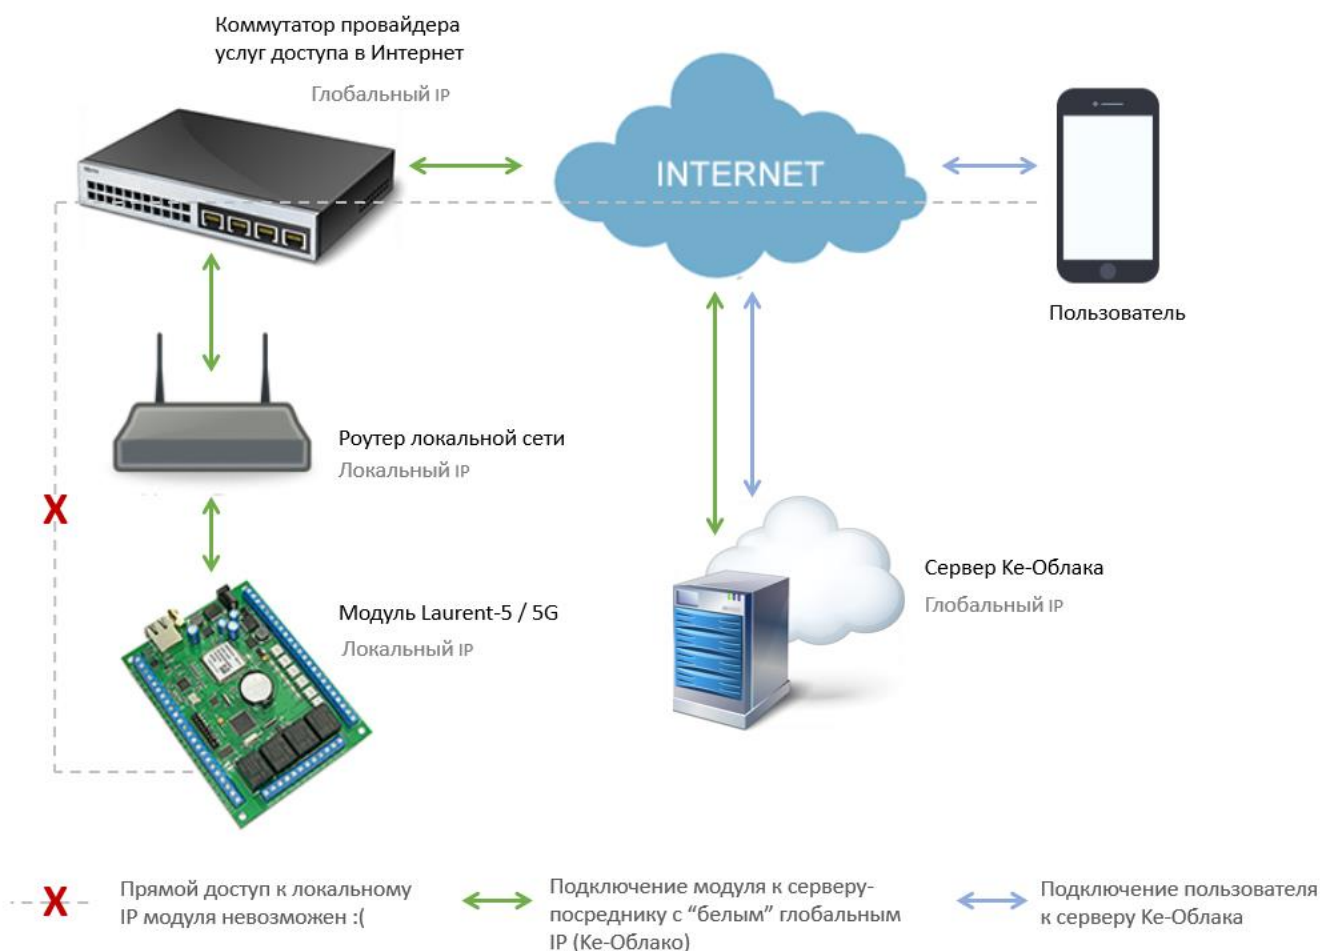 Коммутатор провайдера
услуг доступа в Интернет
Глобальный IP
INTERNET
Пользователь
Роутер локальной сети
Локальный IP
Модуль Laurent-5 / 5G
Локальный IP
Сервер Ке-Облака
Глобальный IP
X
X
Прямой доступ к локальному
IP модуля невозможен :(
Подключение модуля к серверу-
посреднику с “белым” глобальным
IP (Ке-Облако)
Подключение пользователя
к серверу Ке-Облака